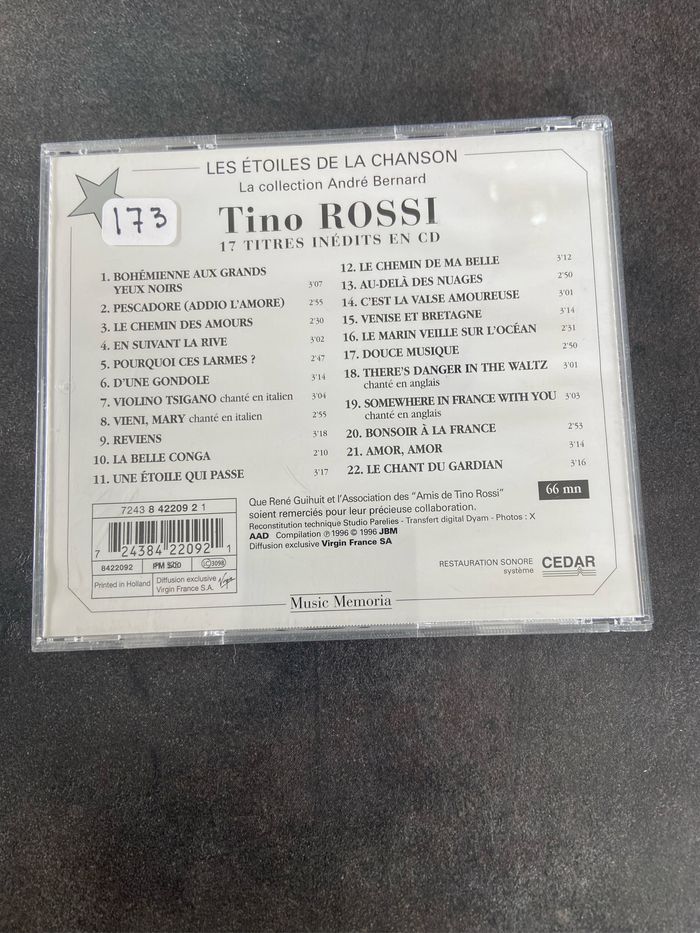 LES ÉTOILES DE LA CHANSON
La collection André Bernard
173
Tino ROSSI
17 TITRES INÉDITS EN CD
1. BOHÉMIENNE AUX GRANDS
YEUX NOIRS 3'07
2. PESCADORE (ADDIO L'AMORE) 2'55
3. LE CHEMIN DES AMOURS 2'30
4. EN SUIVANT LA RIVE 3'02
5. POURQUOI CES LARMES ? 2'47
6. D'UNE GONDOLE 3'14
7. VIOLINO TSIGANO chanté en italien 3'04
8. VIENI, MARY chanté en italien 2'55
9. REVIENS 3'18
10. LA BELLE CONGA 2'10
11. UNE ÉTOILE QUI PASSE 3'17
12. LE CHEMIN DE MA BELLE 3'12
13. AU-DELÀ DES NUAGES 2'50
14. C'EST LA VALSE AMOUREUSE 3'01
15. VENISE ET BRETAGNE 3'14
16. LE MARIN VEILLE SUR L'OCÉAN 2'31
17. DOUCE MUSIQUE 2'50
18. THERE'S DANGER IN THE WALTZ 3'01
chanté en anglais
19. SOMEWHERE IN FRANCE WITH YOU 3'03
chanté en anglais
20. BONSOIR À LA FRANCE 2'53
21. AMOR, AMOR 3'14
22. LE CHANT DU GARDIAN 3'16
66 mn
7243 8 42209 2 1
7 24384 22092 1
8422092 PM 520 LC 3098
Printed in Holland Diffusion exclusive
Virgin France S.A. Virgin
Que René Guihuit et l'Association des "Amis de Tino Rossi"
soient remerciés pour leur précieuse collaboration.
Reconstitution technique Studio Parelies - Transfert digital Dyam - Photos : X
AAD Compilation ℗ 1996 © 1996 JBM
Diffusion exclusive Virgin France SA
RESTAURATION SONORE
système CEDAR
Music Memoria